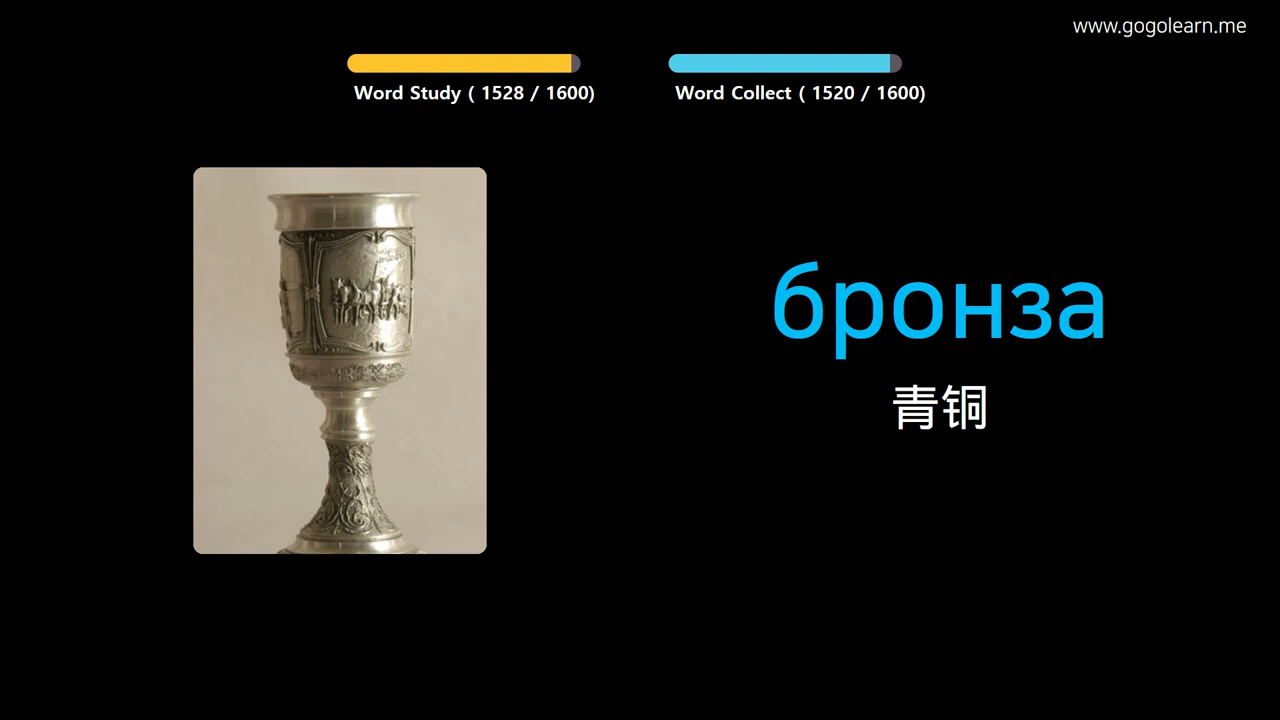 www.gogolearn.me
Word Study ( 1528 / 1600)
Word Collect ( 1520 / 1600)
бронза
青铜